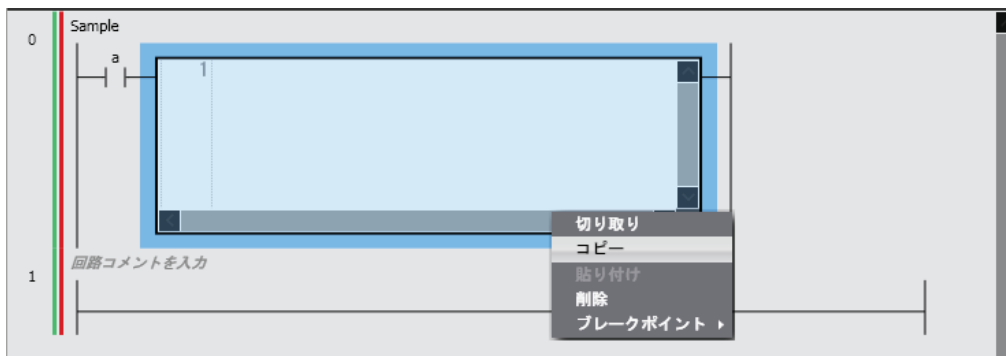 Sample
0
a
1
切り取り
コピー
回路コメントを入力
貼り付け
1
削除
ブレークポイント